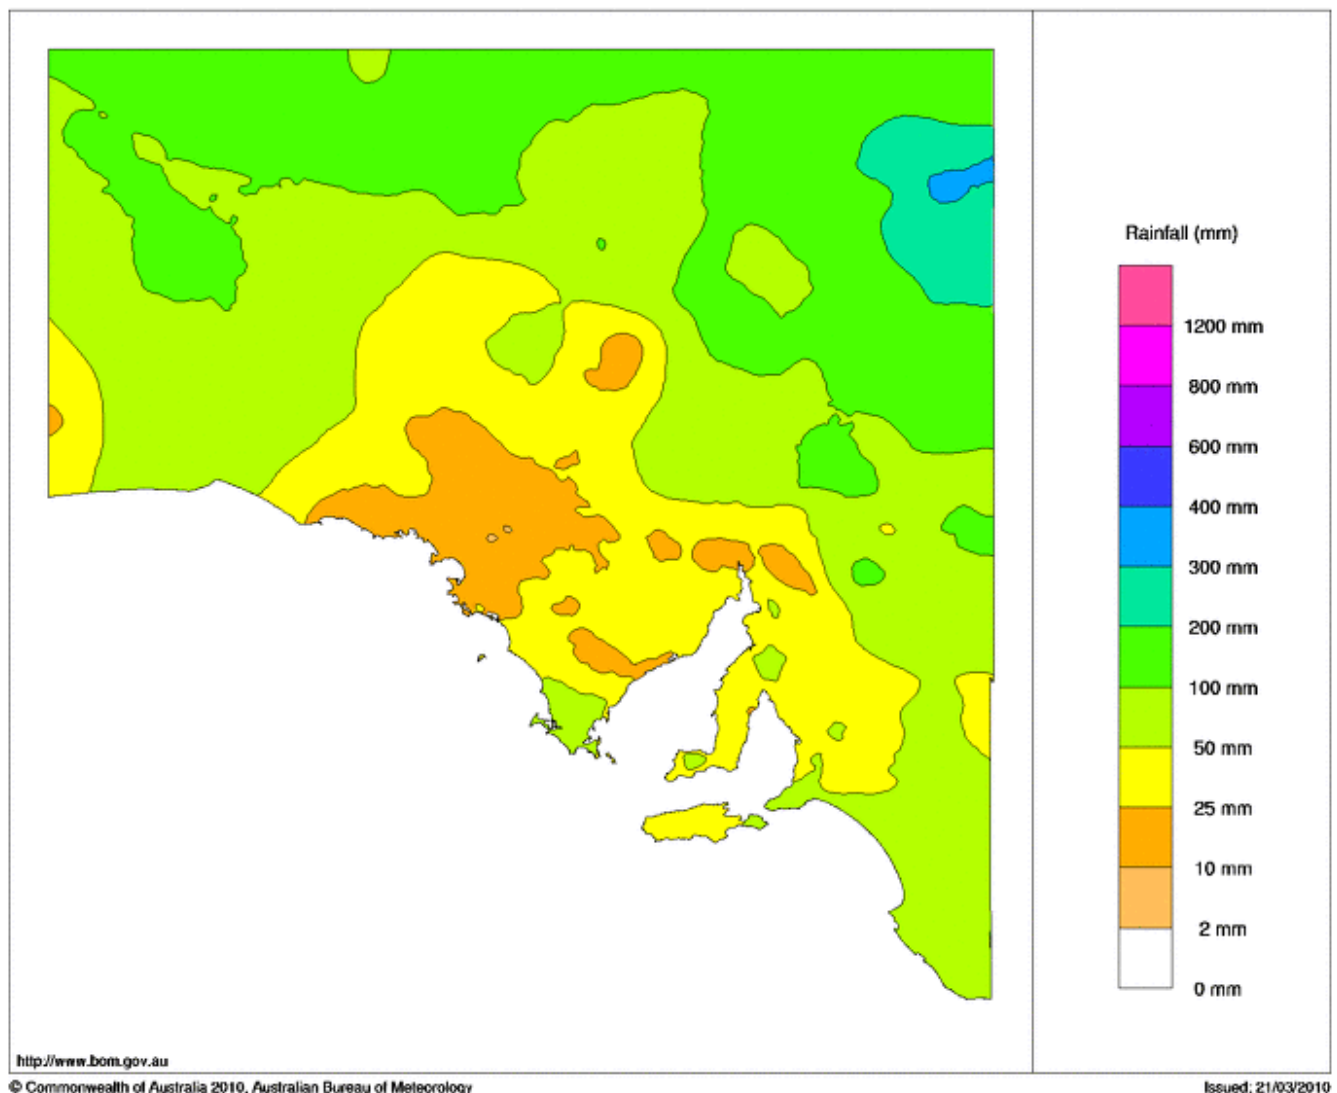 Rainfall (mm)
1200 mm
800 mm
600 mm
400 mm
300 mm
200 mm
100 mm
50 mm
25 mm
10 mm
2 mm
0 mm
http://www.bom.gov.au
© Commonwealth of Australia 2010, Australian Bureau of Meteorology
Issued: 21/03/2010